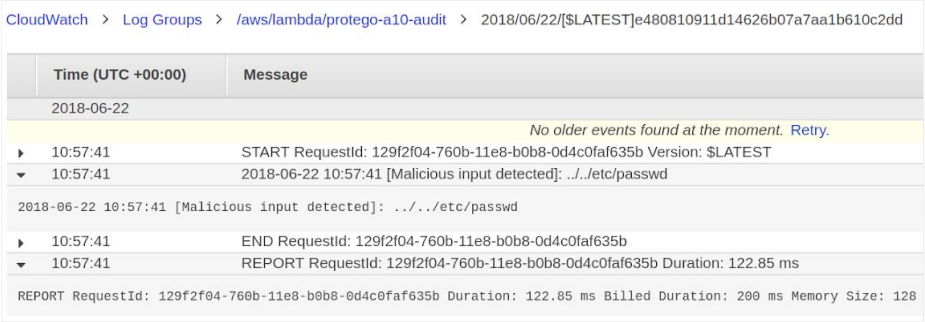 CloudWatch > Log Groups > /aws/lambda/protego-a10-audit > 2018/06/22/[$LATEST]e480810911d14626b07a7aa1b610c2dd
Time (UTC +00:00) Message
2018-06-22
No older events found at the moment. Retry.
10:57:41 START RequestId: 129f2f04-760b-11e8-b0b8-0d4c0faf635b Version: $LATEST
10:57:41 2018-06-22 10:57:41 [Malicious input detected]: ../../etc/passwd
2018-06-22 10:57:41 [Malicious input detected]: ../../etc/passwd
10:57:41 END RequestId: 129f2f04-760b-11e8-b0b8-0d4c0faf635b
10:57:41 REPORT RequestId: 129f2f04-760b-11e8-b0b8-0d4c0faf635b Duration: 122.85 ms
REPORT RequestId: 129f2f04-760b-11e8-b0b8-0d4c0faf635b Duration: 122.85 ms Billed Duration: 200 ms Memory Size: 128